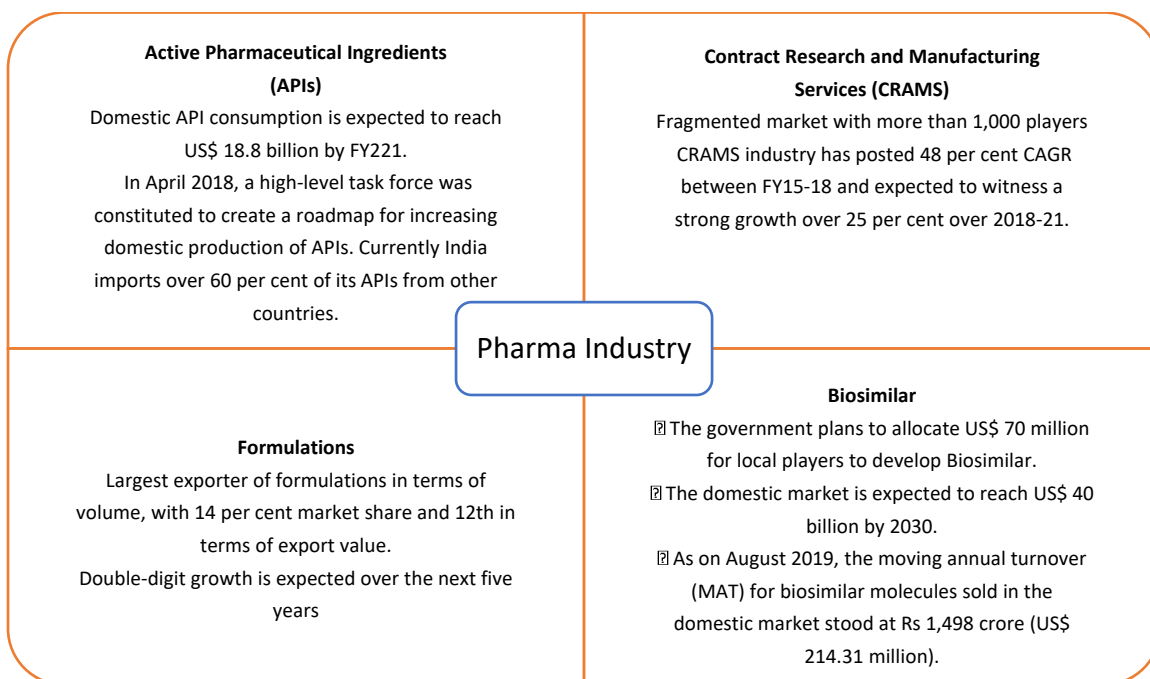 Active Pharmaceutical Ingredients
(APIs)
Domestic API consumption is expected to reach
US$ 18.8 billion by FY221.
In April 2018, a high-level task force was
constituted to create a roadmap for increasing
domestic production of APIs. Currently India
imports over 60 per cent of its APIs from other
countries.
Contract Research and Manufacturing
Services (CRAMS)
Fragmented market with more than 1,000 players
CRAMS industry has posted 48 per cent CAGR
between FY15-18 and expected to witness a
strong growth over 25 per cent over 2018-21.
Pharma Industry
Formulations
Largest exporter of formulations in terms of
volume, with 14 per cent market share and 12th in
terms of export value.
Double-digit growth is expected over the next five
years
Biosimilar
⍰ The government plans to allocate US$ 70 million
for local players to develop Biosimilar.
⍰ The domestic market is expected to reach US$ 40
billion by 2030.
⍰ As on August 2019, the moving annual turnover
(MAT) for biosimilar molecules sold in the
domestic market stood at Rs 1,498 crore (US$
214.31 million).